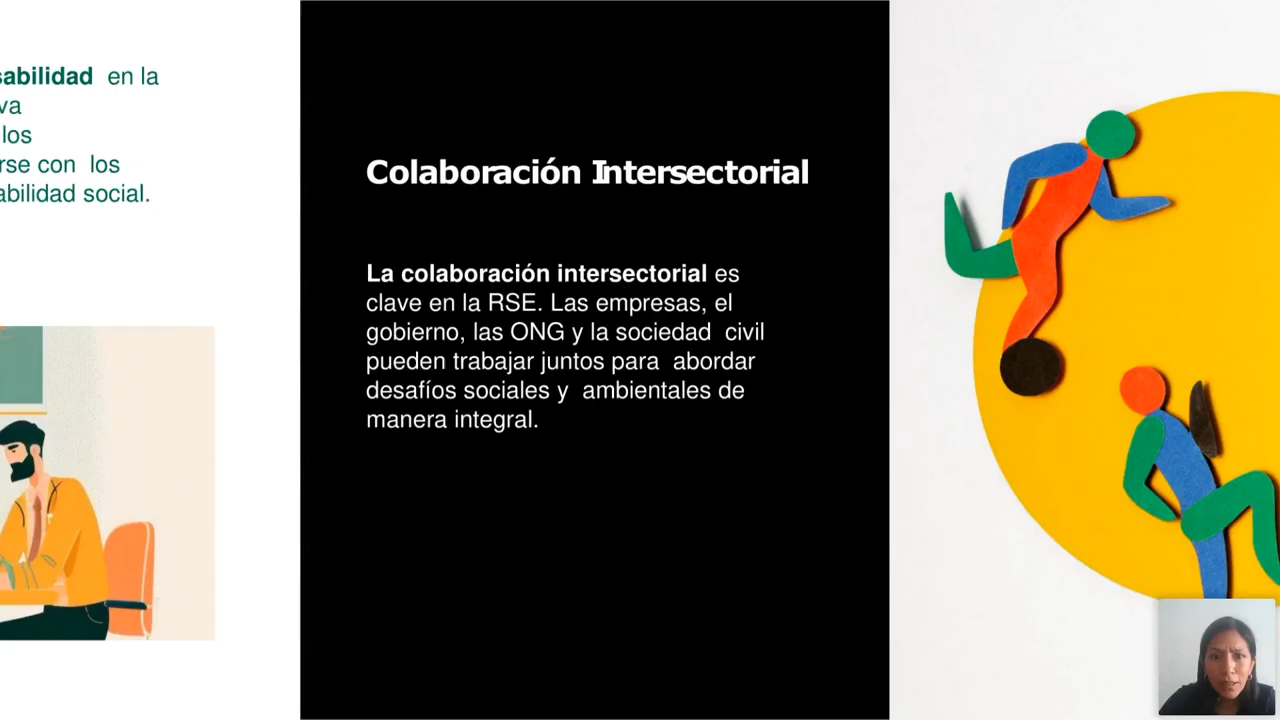 sabilidad en la
va
los
rse con los
abilidad social.
Colaboración Intersectorial
La colaboración intersectorial es
clave en la RSE. Las empresas, el
gobierno, las ONG y la sociedad civil
pueden trabajar juntos para abordar
desafíos sociales y ambientales de
manera integral.